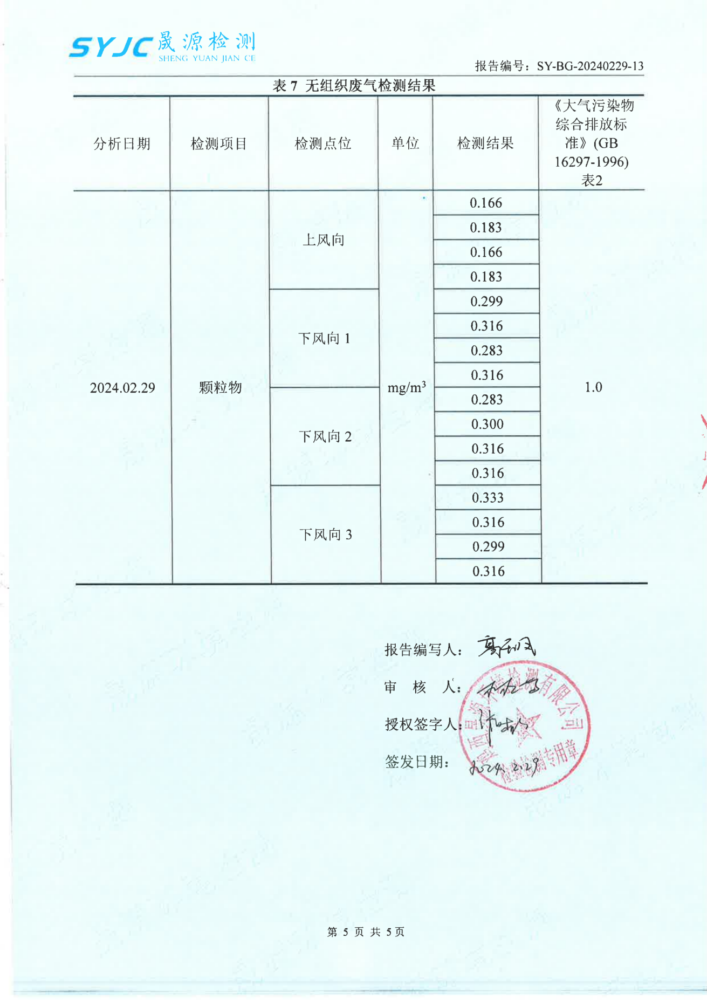 SYJC 晟源检测
SHENG YUAN JIAN CE
报告编号：SY-BG-20240229-13
表 7 无组织废气检测结果
分析日期 检测项目 检测点位 单位 检测结果 《大气污染物
综合排放标
准》(GB
16297-1996)
表2
2024.02.29 颗粒物 mg/m³ 1.0
上风向
0.166
0.183
0.166
0.183
下风向 1
0.299
0.316
0.283
0.316
下风向 2
0.283
0.300
0.316
0.316
下风向 3
0.333
0.316
0.299
0.316
报告编写人：
审 核 人：
授权签字人：
签发日期： 2024.2.29
检测有限公司
检验检测专用章
第 5 页 共 5页